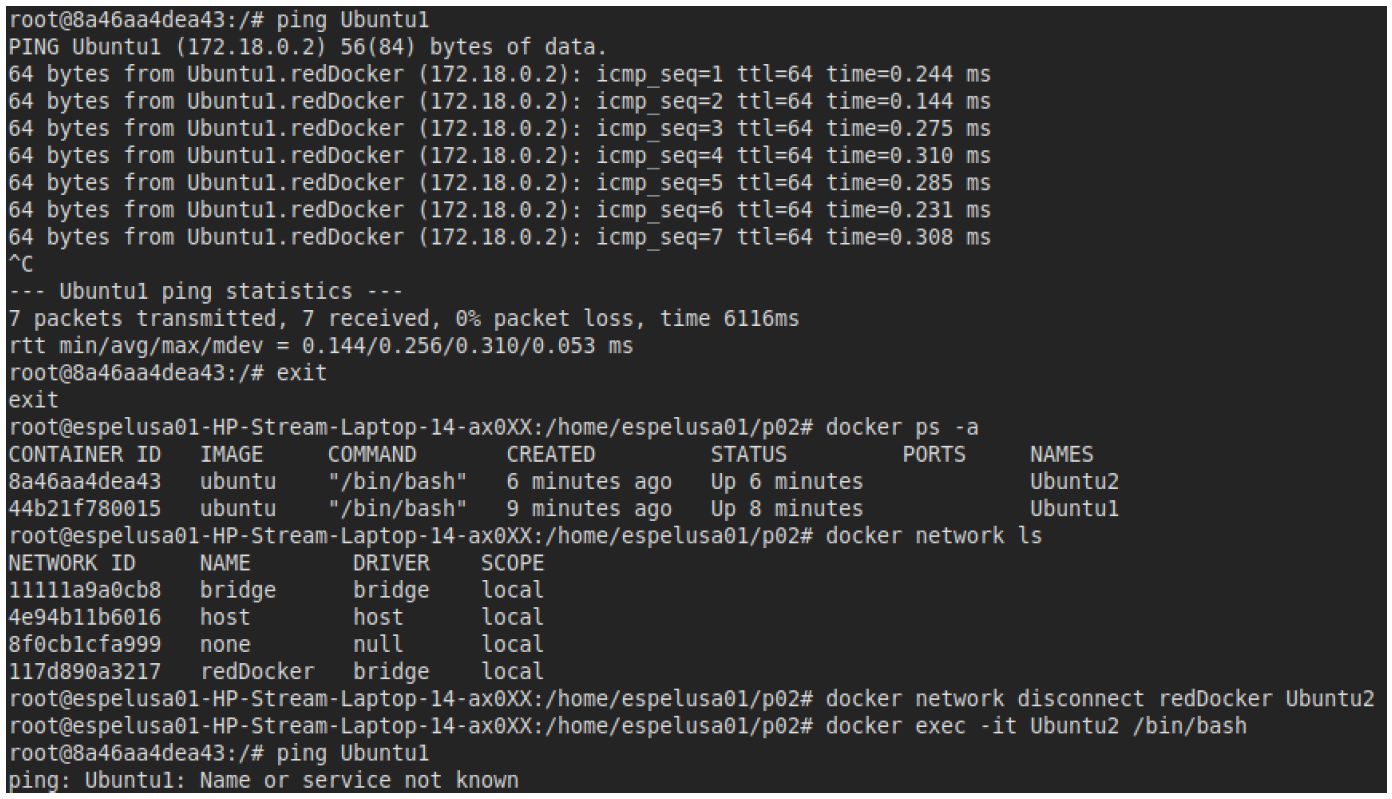 root@8a46aa4dea43:/# ping Ubuntu1
PING Ubuntu1 (172.18.0.2) 56(84) bytes of data.
64 bytes from Ubuntu1.redDocker (172.18.0.2): icmp_seq=1 ttl=64 time=0.244 ms
64 bytes from Ubuntu1.redDocker (172.18.0.2): icmp_seq=2 ttl=64 time=0.144 ms
64 bytes from Ubuntu1.redDocker (172.18.0.2): icmp_seq=3 ttl=64 time=0.275 ms
64 bytes from Ubuntu1.redDocker (172.18.0.2): icmp_seq=4 ttl=64 time=0.310 ms
64 bytes from Ubuntu1.redDocker (172.18.0.2): icmp_seq=5 ttl=64 time=0.285 ms
64 bytes from Ubuntu1.redDocker (172.18.0.2): icmp_seq=6 ttl=64 time=0.231 ms
64 bytes from Ubuntu1.redDocker (172.18.0.2): icmp_seq=7 ttl=64 time=0.308 ms
^C
--- Ubuntu1 ping statistics ---
7 packets transmitted, 7 received, 0% packet loss, time 6116ms
rtt min/avg/max/mdev = 0.144/0.256/0.310/0.053 ms
root@8a46aa4dea43:/# exit
exit
root@espelusa01-HP-Stream-Laptop-14-ax0XX:/home/espelusa01/p02# docker ps -a
CONTAINER ID   IMAGE     COMMAND       CREATED         STATUS         PORTS     NAMES
8a46aa4dea43   ubuntu    "/bin/bash"   6 minutes ago   Up 6 minutes             Ubuntu2
44b21f780015   ubuntu    "/bin/bash"   9 minutes ago   Up 8 minutes             Ubuntu1
root@espelusa01-HP-Stream-Laptop-14-ax0XX:/home/espelusa01/p02# docker network ls
NETWORK ID     NAME        DRIVER    SCOPE
11111a9a0cb8   bridge      bridge    local
4e94b11b6016   host        host      local
8f0cb1cfa999   none        null      local
117d890a3217   redDocker   bridge    local
root@espelusa01-HP-Stream-Laptop-14-ax0XX:/home/espelusa01/p02# docker network disconnect redDocker Ubuntu2
root@espelusa01-HP-Stream-Laptop-14-ax0XX:/home/espelusa01/p02# docker exec -it Ubuntu2 /bin/bash
root@8a46aa4dea43:/# ping Ubuntu1
ping: Ubuntu1: Name or service not known